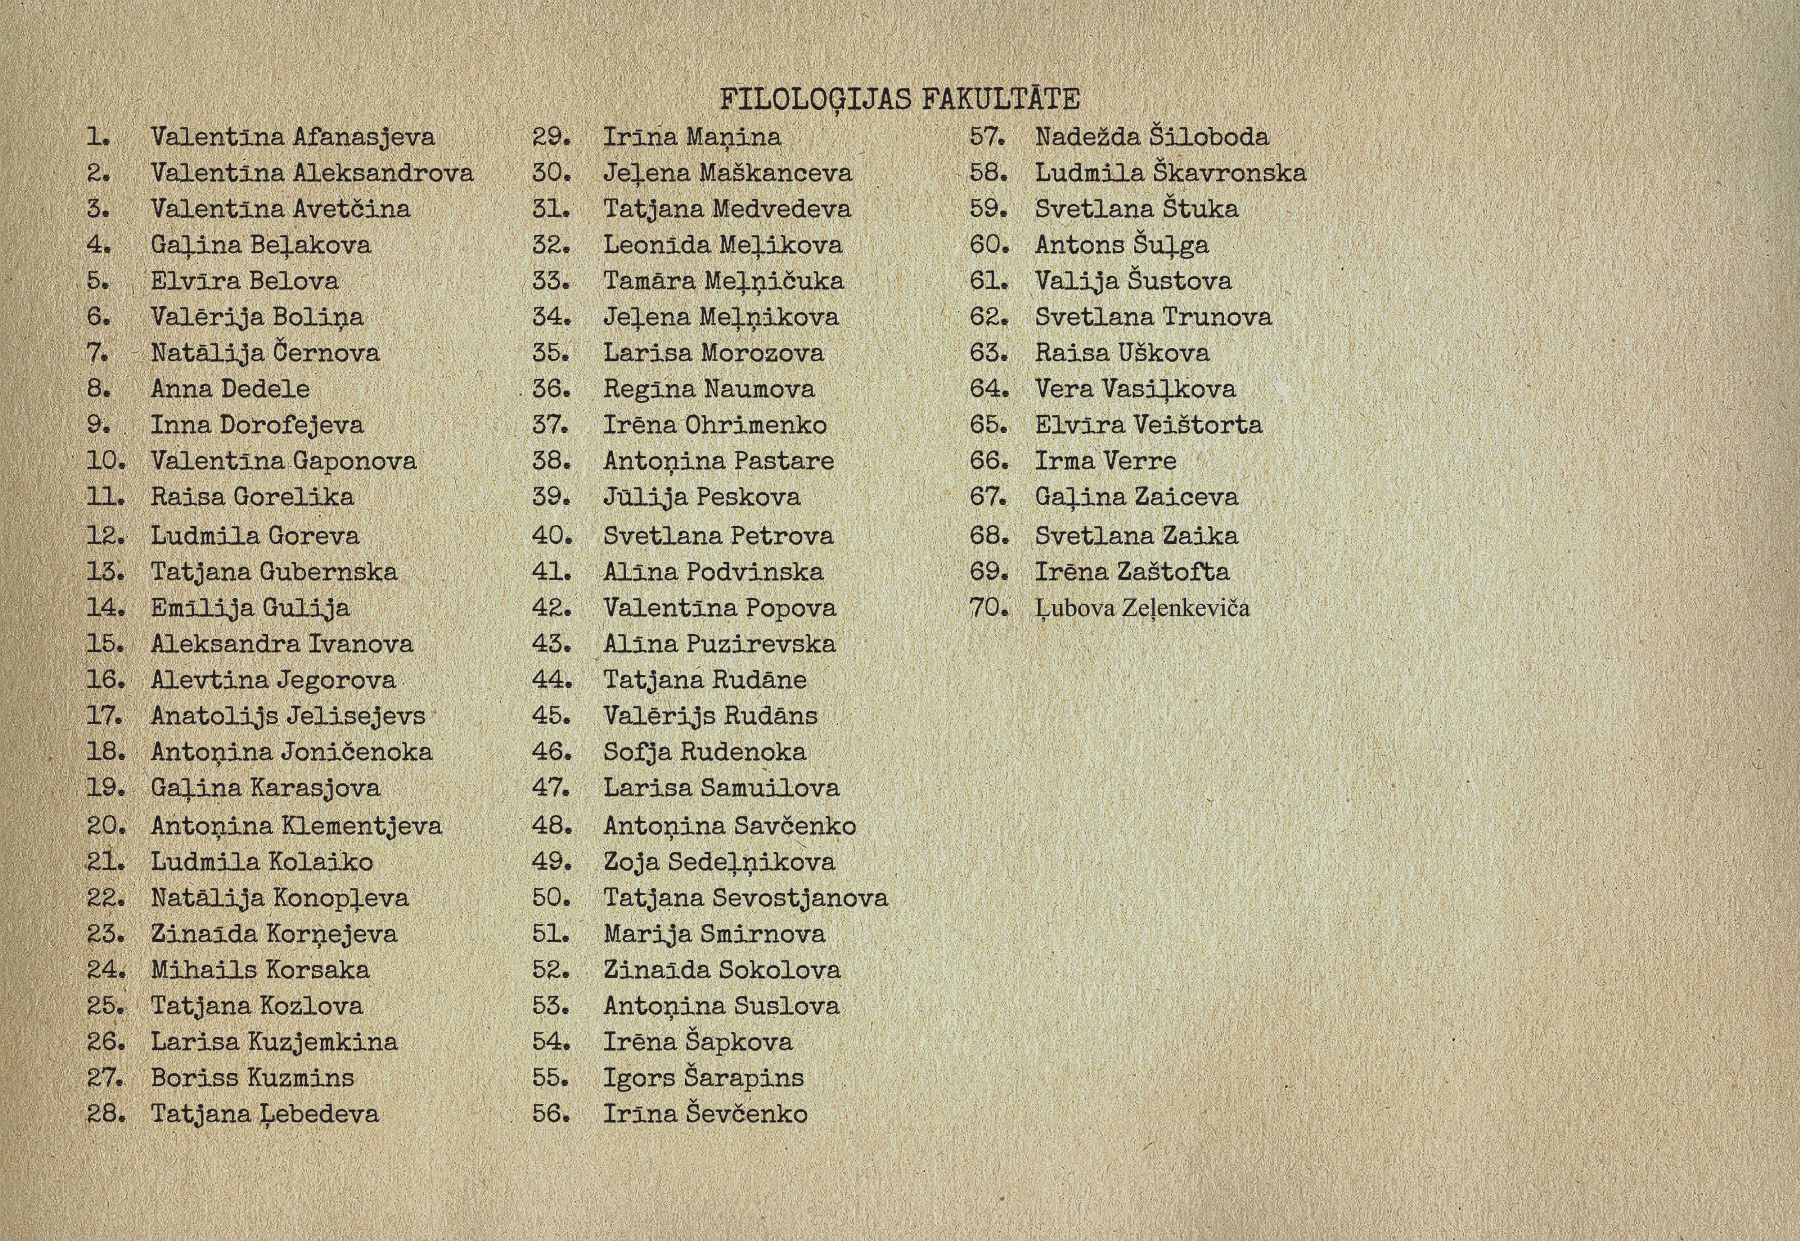 FILOLOĢIJAS FAKULTĀTE
1. Valentīna Afanasjeva
2. Valentīna Aleksandrova
3. Valentīna Avetčina
4. Gaļina Beļakova
5. Elvīra Belova
6. Valērija Boliņa
7. Natālija Černova
8. Anna Dedele
9. Inna Dorofejeva
10. Valentīna Gaponova
11. Raisa Gorelika
12. Ludmila Goreva
13. Tatjana Gubernska
14. Emīlija Gulija
15. Aleksandra Ivanova
16. Alevtina Jegorova
17. Anatolijs Jelisejevs
18. Antoņina Joničenoka
19. Gaļina Karasjova
20. Antoņina Klementjeva
21. Ludmila Kolaiko
22. Natālija Konopļeva
23. Zinaīda Korņejeva
24. Mihails Korsaka
25. Tatjana Kozlova
26. Larisa Kuzjemkina
27. Boriss Kuzmins
28. Tatjana Ļebedeva
29. Irīna Maņina
30. Jeļena Maškanceva
31. Tatjana Medvedeva
32. Leonīda Meļikova
33. Tamāra Meļņičuka
34. Jeļena Meļņikova
35. Larisa Morozova
36. Regīna Naumova
37. Irēna Ohrimenko
38. Antoņina Pastare
39. Jūlija Peskova
40. Svetlana Petrova
41. Alīna Podvinska
42. Valentīna Popova
43. Alīna Puzirevska
44. Tatjana Rudāne
45. Valērijs Rudāns
46. Sofja Rudenoka
47. Larisa Samuilova
48. Antoņina Savčenko
49. Zoja Sedeļņikova
50. Tatjana Sevostjanova
51. Marija Smirnova
52. Zinaīda Sokolova
53. Antoņina Suslova
54. Irēna Šapkova
55. Igors Šarapins
56. Irīna Ševčenko
57. Nadežda Šiloboda
58. Ludmila Škavronska
59. Svetlana Štuka
60. Antons Šuļga
61. Valija Šustova
62. Svetlana Trunova
63. Raisa Uškova
64. Vera Vasiļkova
65. Elvīra Veištorta
66. Irma Verre
67. Gaļina Zaiceva
68. Svetlana Zaika
69. Irēna Zaštofta
70. Ļubova Zeļenkeviča